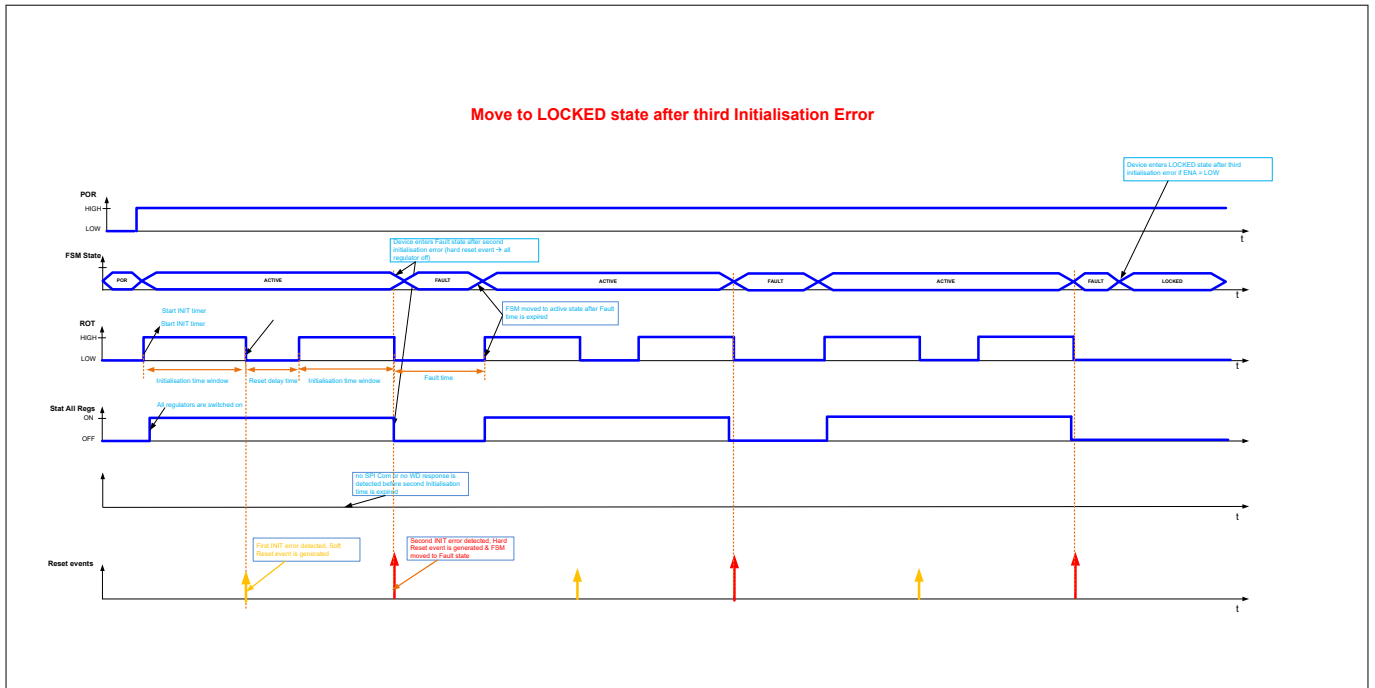 Move to LOCKED state after third Initialisation Error
Device enters LOCKED state after third
initialisation error if ENA = LOW
POR
HIGH
LOW
t
Device enters Fault state after second
initialisation error (hard reset event → all
regulator off)
FSM State
POR
ACTIVE
FAULT
ACTIVE
FAULT
ACTIVE
FAULT
LOCKED
t
FSM moved to active state after Fault
time is expired
Start INIT timer
Start INIT timer
ROT
HIGH
LOW
t
Initialisation time window
Reset delay time
Initialisation time window
Fault time
All regulators are switched on
Stat All Regs
ON
OFF
t
no SPI Com or no WD response is
detected before second Initialisation
time is expired
t
First INIT error detected, Soft
Reset event is generated
Second INIT error detected, Hard
Reset event is generated & FSM
moved to Fault state
Reset events
t